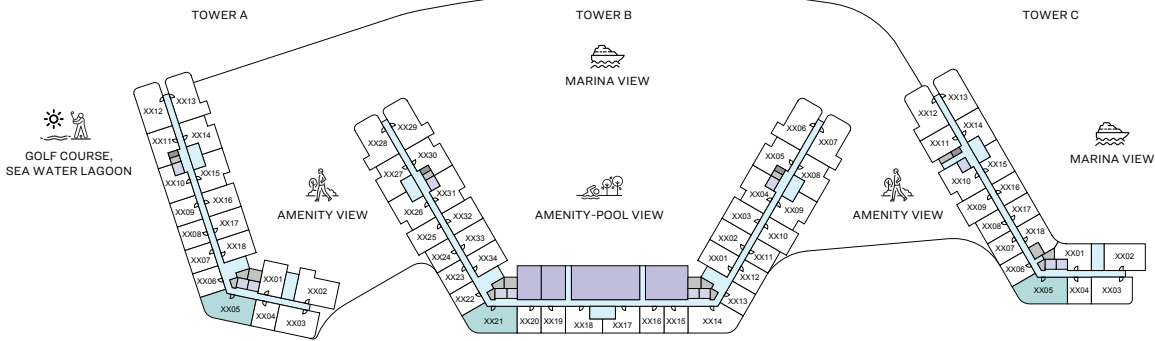 TOWER A
TOWER B
TOWER C
MARINA VIEW
GOLF COURSE,
SEA WATER LAGOON
AMENITY VIEW
AMENITY-POOL VIEW
AMENITY VIEW
MARINA VIEW
XX12
XX13
XX11
XX14
XX10
XX15
XX09
XX16
XX08
XX17
XX07
XX18
XX06
XX01
XX02
XX05
XX04
XX03
XX28
XX29
XX27
XX30
XX26
XX31
XX25
XX32
XX24
XX33
XX23
XX34
XX22
XX21
XX20
XX19
XX18
XX17
XX16
XX15
XX14
XX06
XX07
XX05
XX08
XX04
XX09
XX03
XX10
XX02
XX11
XX01
XX12
XX13
XX12
XX13
XX11
XX14
XX10
XX15
XX09
XX16
XX08
XX17
XX07
XX18
XX06
XX01
XX02
XX05
XX04
XX03